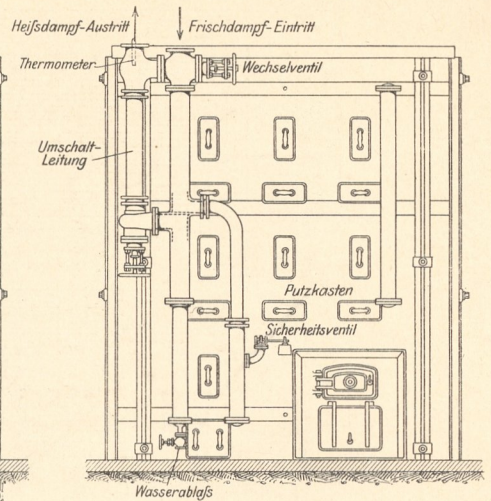 Heißdampf-Austritt
Frischdampf-Eintritt
Thermometer
Wechselventil
Umschalt-
Leitung
Putzkasten
Sicherheitsventil
Wasserablaß